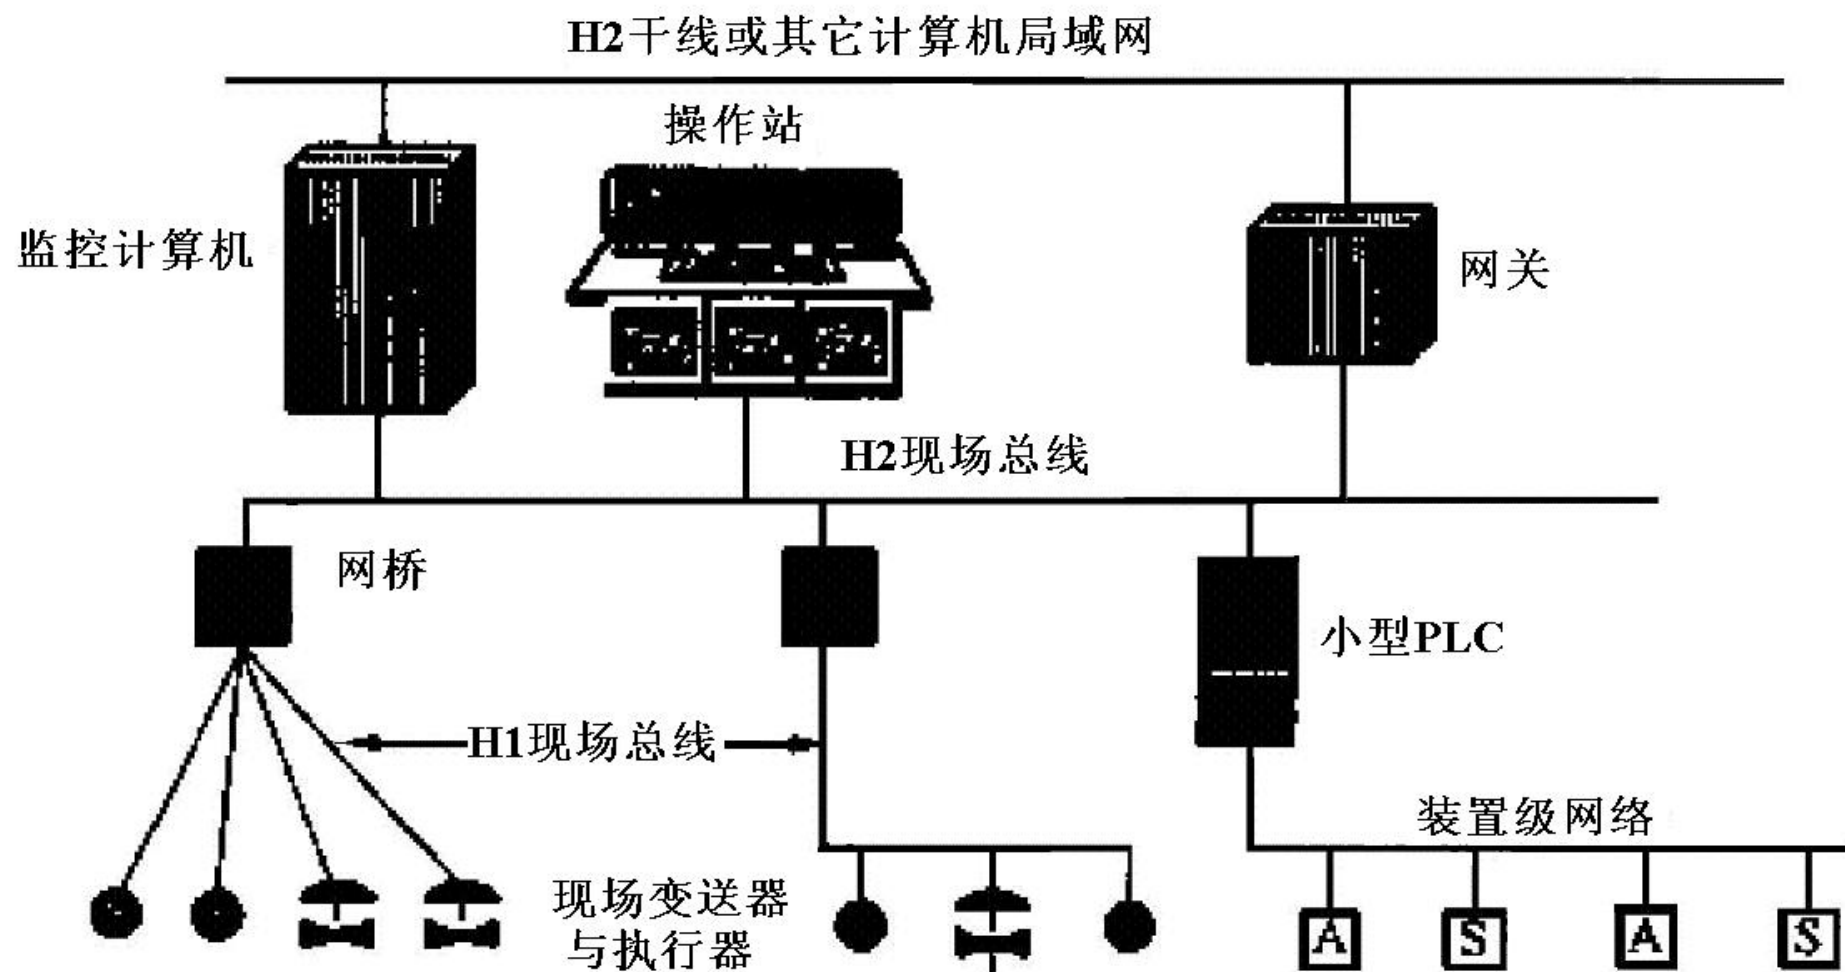 H2干线或其它计算机局域网
操作站
监控计算机
网关
H2现场总线
网桥
小型PLC
H1现场总线
装置级网络
现场变送器
与执行器
A
S
A
S